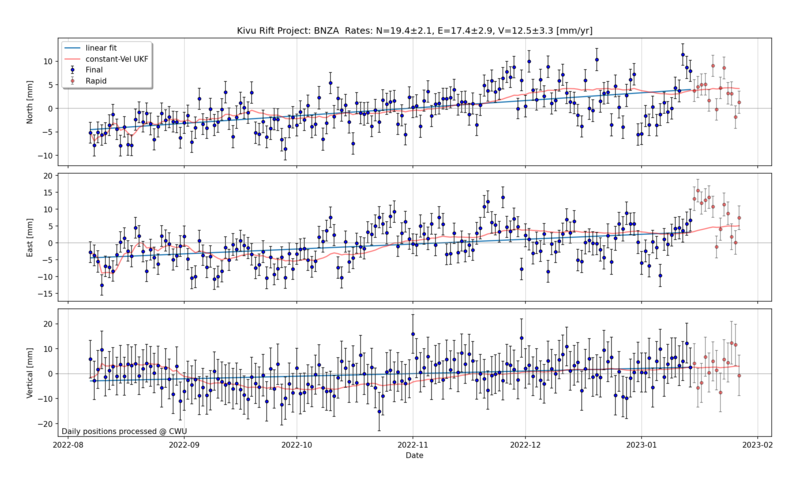 Kivu Rift Project: BNZA Rates: N=19.4±2.1, E=17.4±2.9, V=12.5±3.3 [mm/yr]
linear fit
constant-Vel UKF
Final
Rapid
North [mm]
10
5
0
−5
−10
East [mm]
20
15
10
5
0
−5
−10
−15
Vertical [mm]
20
10
0
−10
−20
Daily positions processed @ CWU
2022-08
2022-09
2022-10
2022-11
2022-12
2023-01
2023-02
Date